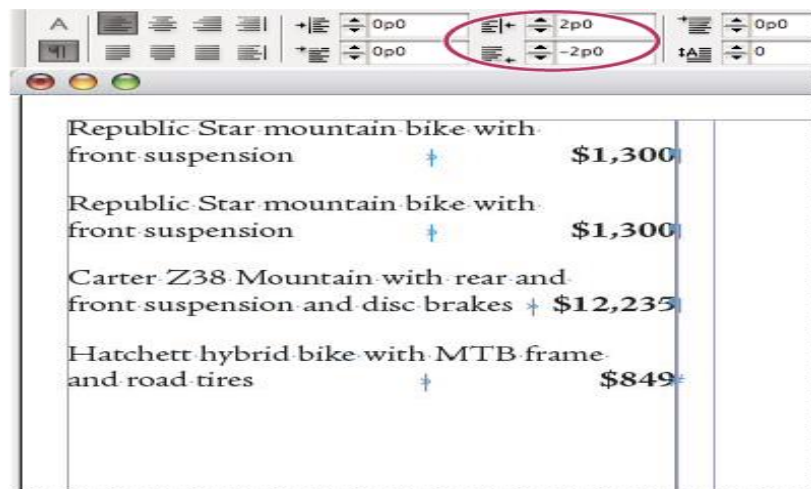 A 0p0 2p0 0p0
¶ 0p0 -2p0 0
Republic Star mountain bike with
front suspension $1,300
Republic Star mountain bike with
front suspension $1,300
Carter Z38 Mountain with rear and
front suspension and disc brakes $12,235
Hatchett hybrid bike with MTB frame
and road tires $849